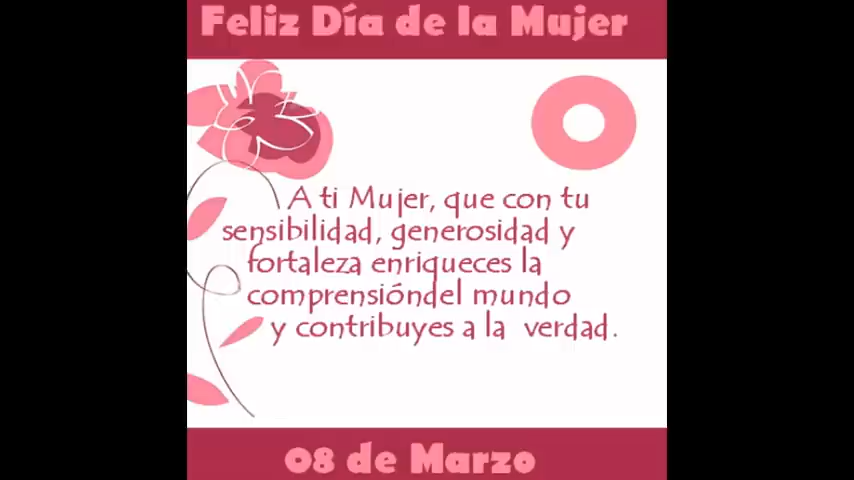 Feliz Día de la Mujer
A ti Mujer, que con tu
sensibilidad, generosidad y
fortaleza enriqueces la
comprensióndel mundo
y contribuyes a la verdad.
08 de Marzo